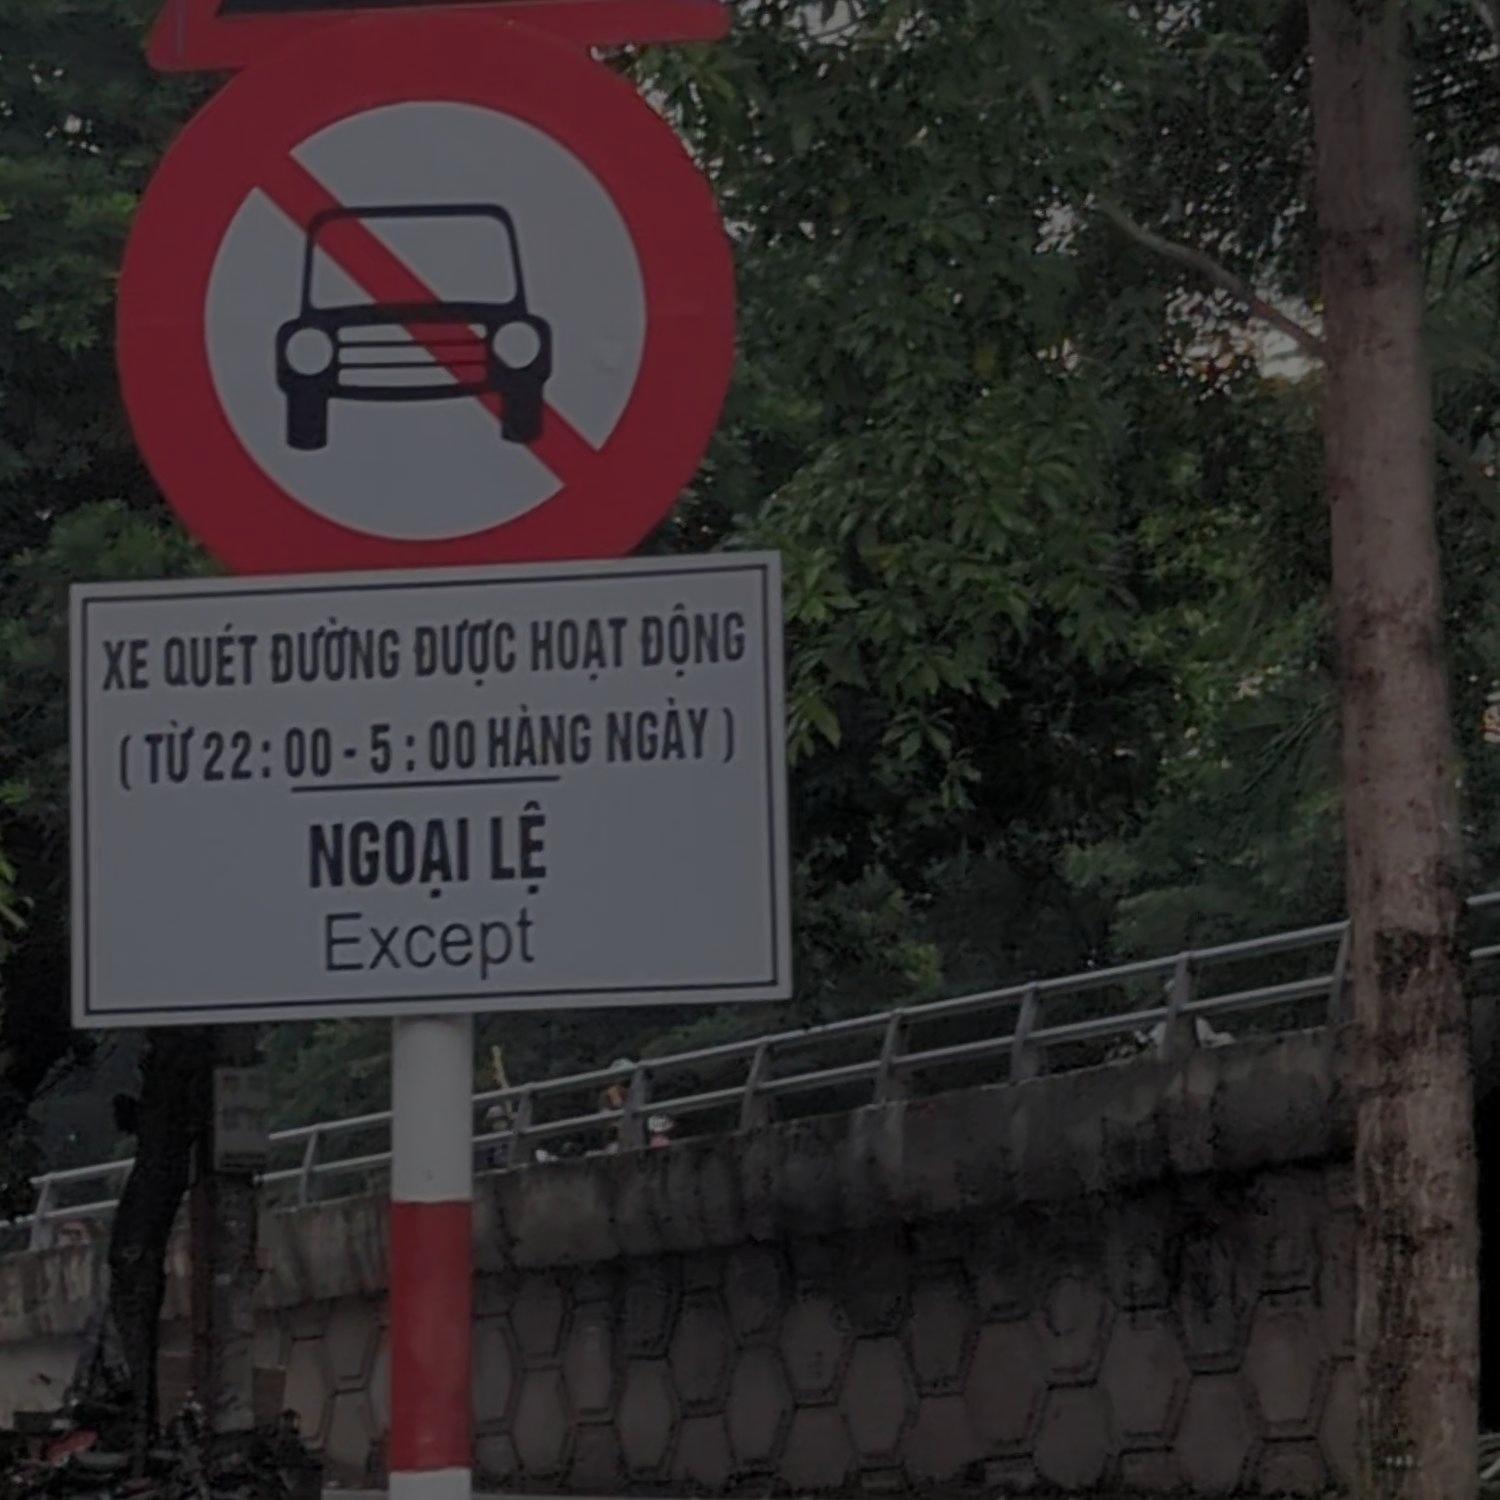 XE QUÉT ĐƯỜNG ĐƯỢC HOẠT ĐỘNG
( TỪ 22 : 00 - 5 : 00 HÀNG NGÀY )
NGOẠI LỆ
Except